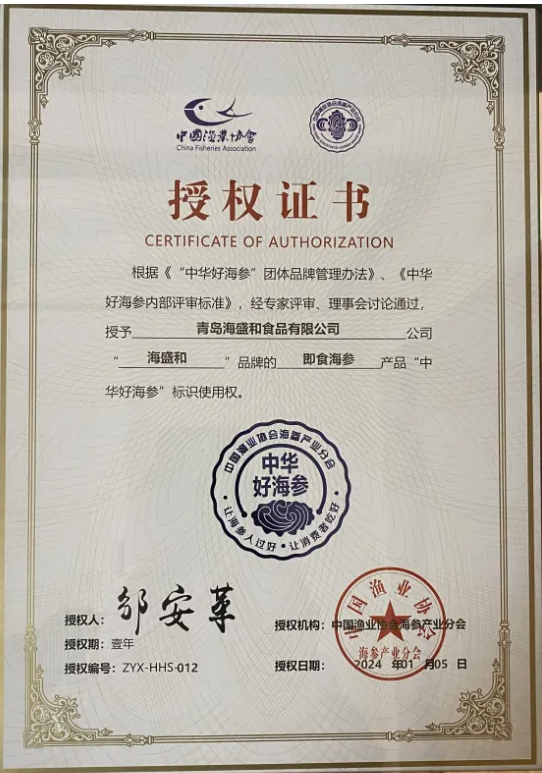 中国渔业协会
China Fisheries Association
授权证书
CERTIFICATE OF AUTHORIZATION
根据《“中华好海参”团体品牌管理办法》、《中华
好海参内部评审标准》，经专家评审、理事会讨论通过，
授予 青岛海盛和食品有限公司 公司
“ 海盛和 ”品牌的 即食海参 产品“中
华好海参”标识使用权。
中国渔业协会海参产业分会
中华
好海参
·让海参人过好·让消费者吃好·
授权人：邹安革
授权机构：中国渔业协会海参产业分会
中国渔业协会
海参产业分会
授权期：壹年
授权编号：ZYX-HHS-012
授权日期： 2024 年01 月05 日